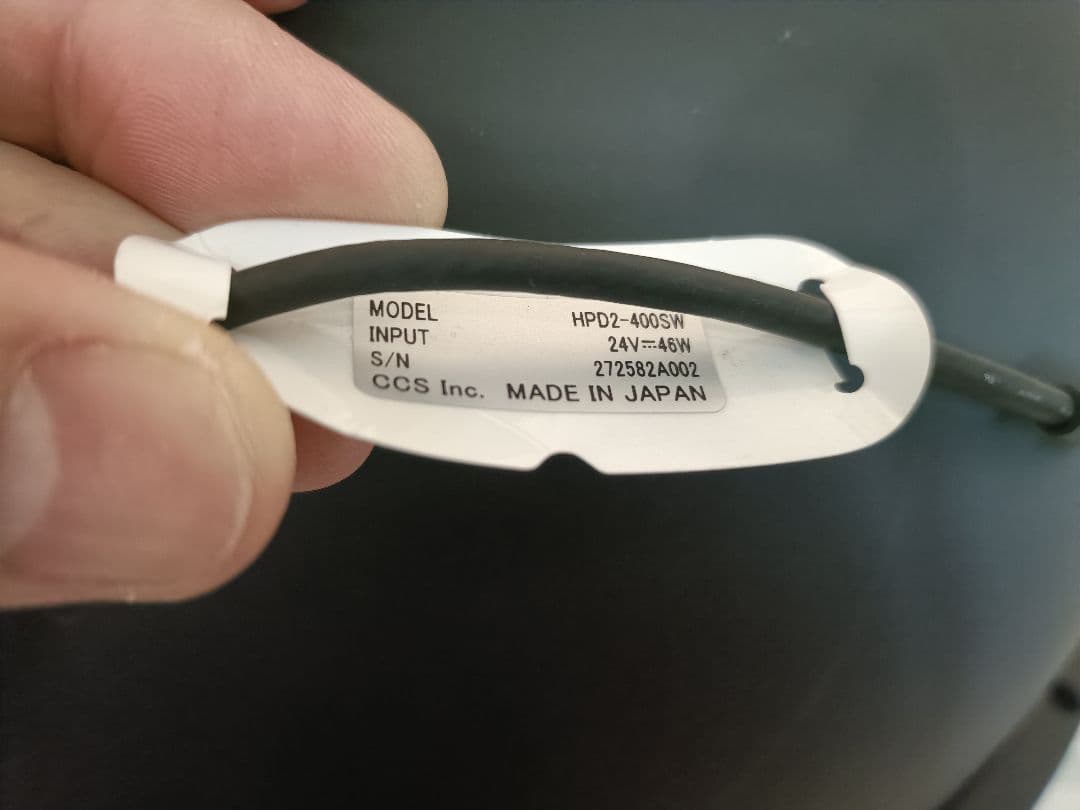 MODEL HPD2-400SW
INPUT 24V⎓46W
S/N 272582A002
CCS Inc. MADE IN JAPAN